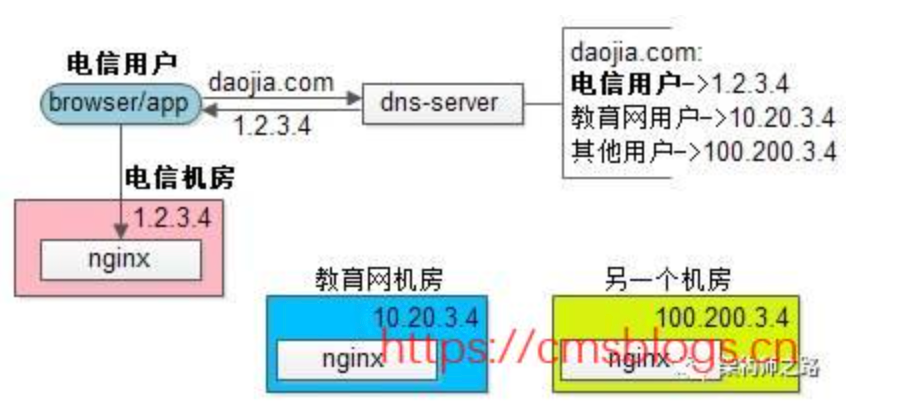 电信用户
browser/app
daojia.com
1.2.3.4
dns-server
daojia.com:
电信用户->1.2.3.4
教育网用户->10.20.3.4
其他用户->100.200.3.4
电信机房
1.2.3.4
nginx
教育网机房
10.20.3.4
nginx
另一个机房
100.200.3.4
nginx
https://cmsblogs.cn
架构师之路